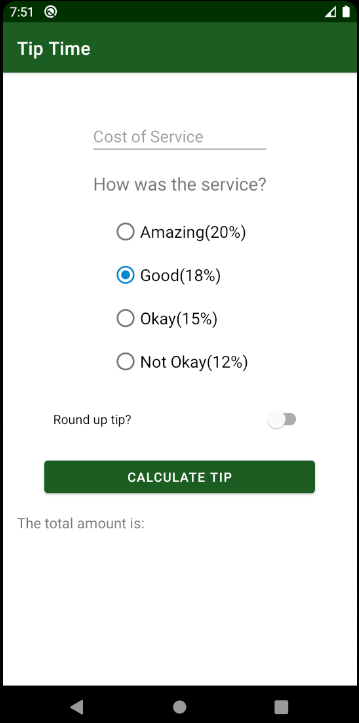 7:51
Tip Time
Cost of Service
How was the service?
Amazing(20%)
Good(18%)
Okay(15%)
Not Okay(12%)
Round up tip?
CALCULATE TIP
The total amount is: